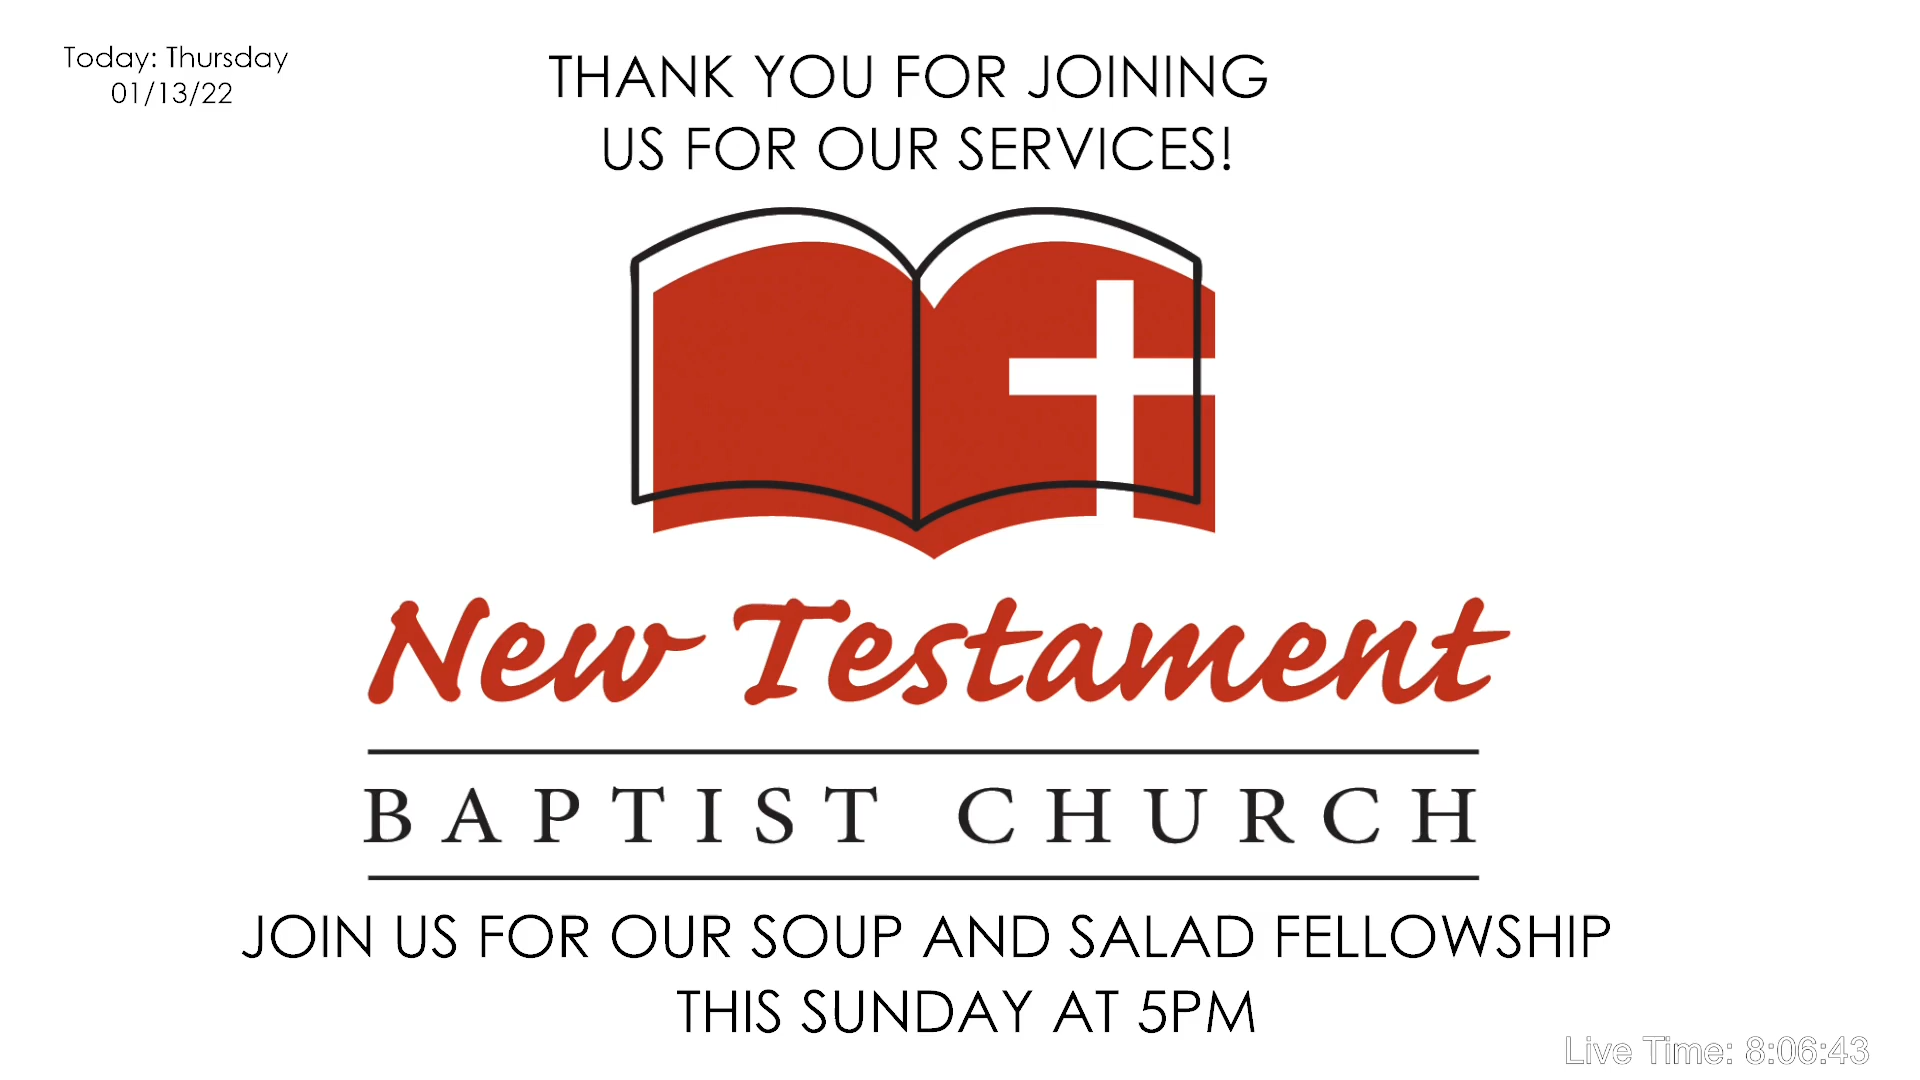 Today: Thursday
01/13/22
THANK YOU FOR JOINING
US FOR OUR SERVICES!
New Testament
BAPTIST CHURCH
JOIN US FOR OUR SOUP AND SALAD FELLOWSHIP
THIS SUNDAY AT 5PM
Live Time: 8:06:43